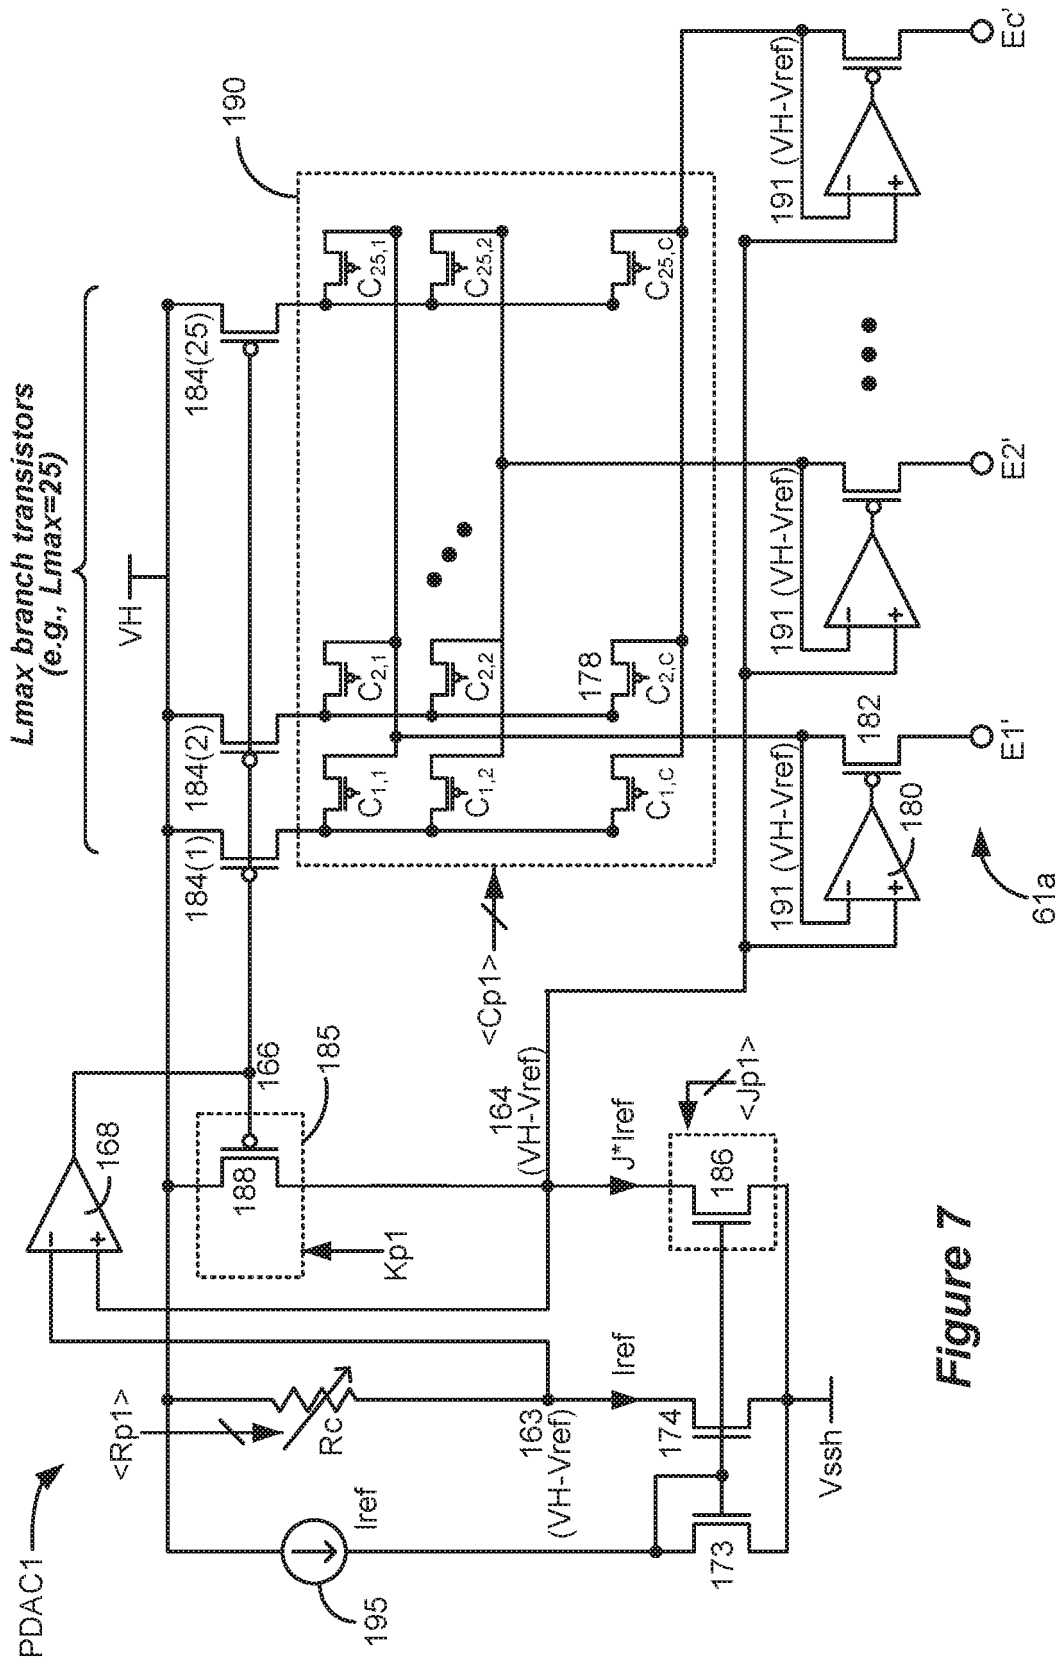 PDAC1
Lmax branch transistors
(e.g., Lmax=25)
VH
<Rp1>
168
166
185
188
Kp1
184(1)
184(2)
184(25)
190
195
Iref
Rc
163
(VH-Vref)
Iref
164
(VH-Vref)
J*Iref
<Cp1>
C1,1
C2,1
C25,1
C1,2
C2,2
C25,2
178
C1,C
C2,C
C25,C
173
174
186
<Jp1>
Vssh
191 (VH-Vref)
191 (VH-Vref)
191 (VH-Vref)
−
+
−
+
−
+
−
+
180
182
E1'
E2'
Ec'
61a
Figure 7